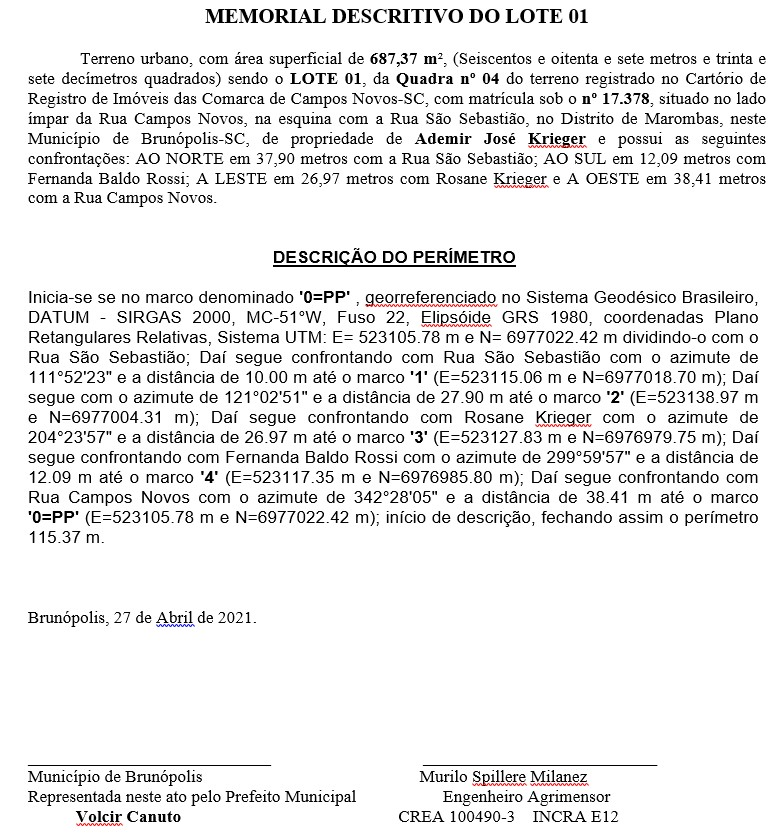 MEMORIAL DESCRITIVO DO LOTE 01
Terreno urbano, com área superficial de 687,37 m², (Seiscentos e oitenta e sete metros e trinta e
sete decímetros quadrados) sendo o LOTE 01, da Quadra nº 04 do terreno registrado no Cartório de
Registro de Imóveis das Comarca de Campos Novos-SC, com matrícula sob o nº 17.378, situado no lado
ímpar da Rua Campos Novos, na esquina com a Rua São Sebastião, no Distrito de Marombas, neste
Município de Brunópolis-SC, de propriedade de Ademir José Krieger e possui as seguintes
confrontações: AO NORTE em 37,90 metros com a Rua São Sebastião; AO SUL em 12,09 metros com
Fernanda Baldo Rossi; A LESTE em 26,97 metros com Rosane Krieger e A OESTE em 38,41 metros
com a Rua Campos Novos.
DESCRIÇÃO DO PERÍMETRO
Inicia-se se no marco denominado '0=PP' , georreferenciado no Sistema Geodésico Brasileiro,
DATUM - SIRGAS 2000, MC-51°W, Fuso 22, Elipsóide GRS 1980, coordenadas Plano
Retangulares Relativas, Sistema UTM: E= 523105.78 m e N= 6977022.42 m dividindo-o com o
Rua São Sebastião; Daí segue confrontando com Rua São Sebastião com o azimute de
111°52'23" e a distância de 10.00 m até o marco '1' (E=523115.06 m e N=6977018.70 m); Daí
segue com o azimute de 121°02'51" e a distância de 27.90 m até o marco '2' (E=523138.97 m
e N=6977004.31 m); Daí segue confrontando com Rosane Krieger com o azimute de
204°23'57" e a distância de 26.97 m até o marco '3' (E=523127.83 m e N=6976979.75 m); Daí
segue confrontando com Fernanda Baldo Rossi com o azimute de 299°59'57" e a distância de
12.09 m até o marco '4' (E=523117.35 m e N=6976985.80 m); Daí segue confrontando com
Rua Campos Novos com o azimute de 342°28'05" e a distância de 38.41 m até o marco
'0=PP' (E=523105.78 m e N=6977022.42 m); início de descrição, fechando assim o perímetro
115.37 m.
Brunópolis, 27 de Abril de 2021.
Município de Brunópolis
Murilo Spillere Milanez
Representada neste ato pelo Prefeito Municipal
Engenheiro Agrimensor
Volcir Canuto
CREA 100490-3 INCRA E12